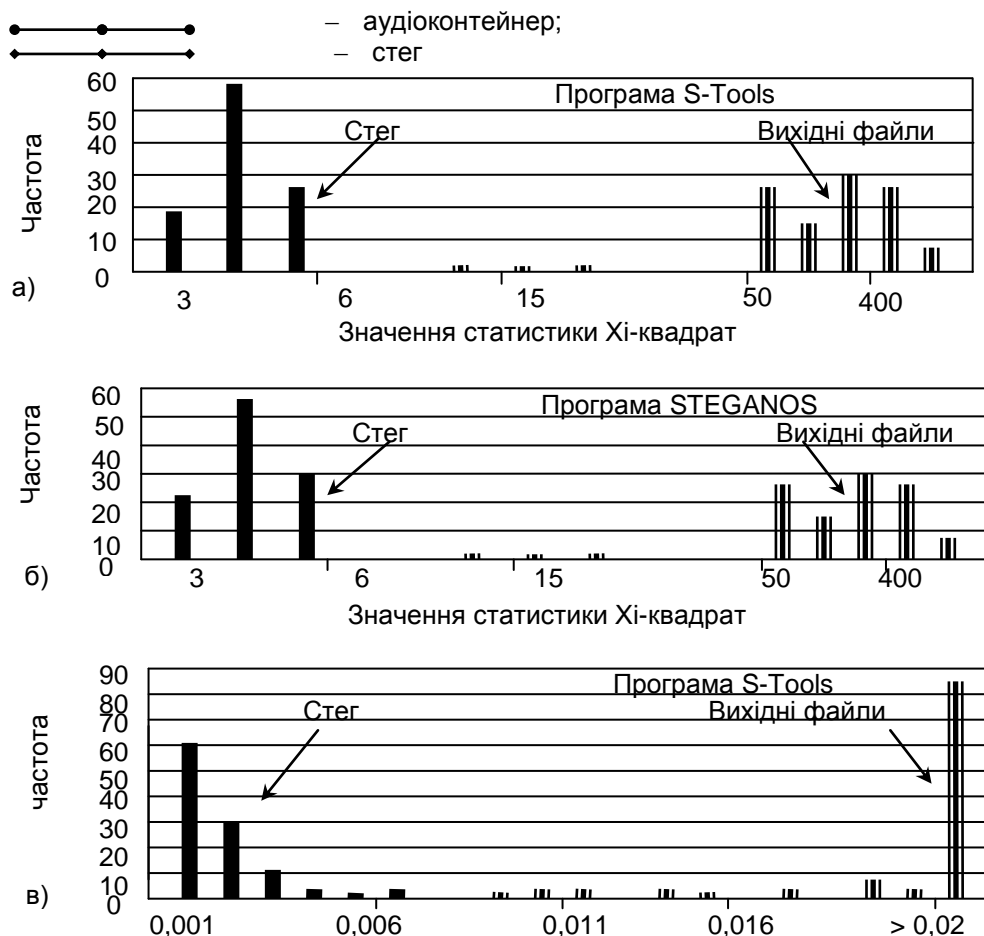 – аудіоконтейнер;
– стег
60
Програма S-Tools
50
Стег
Вихідні файли
40
30
20
10
0
Частота
а)
3 6 15 50 400
Значення статистики Хі-квадрат
60
Програма STEGANOS
50
Стег
Вихідні файли
40
30
20
10
0
Частота
б)
3 6 15 50 400
Значення статистики Хі-квадрат
90
Програма S-Tools
80
Стег
Вихідні файли
70
60
50
40
30
20
10
0
частота
в)
0,001 0,006 0,011 0,016 > 0,02